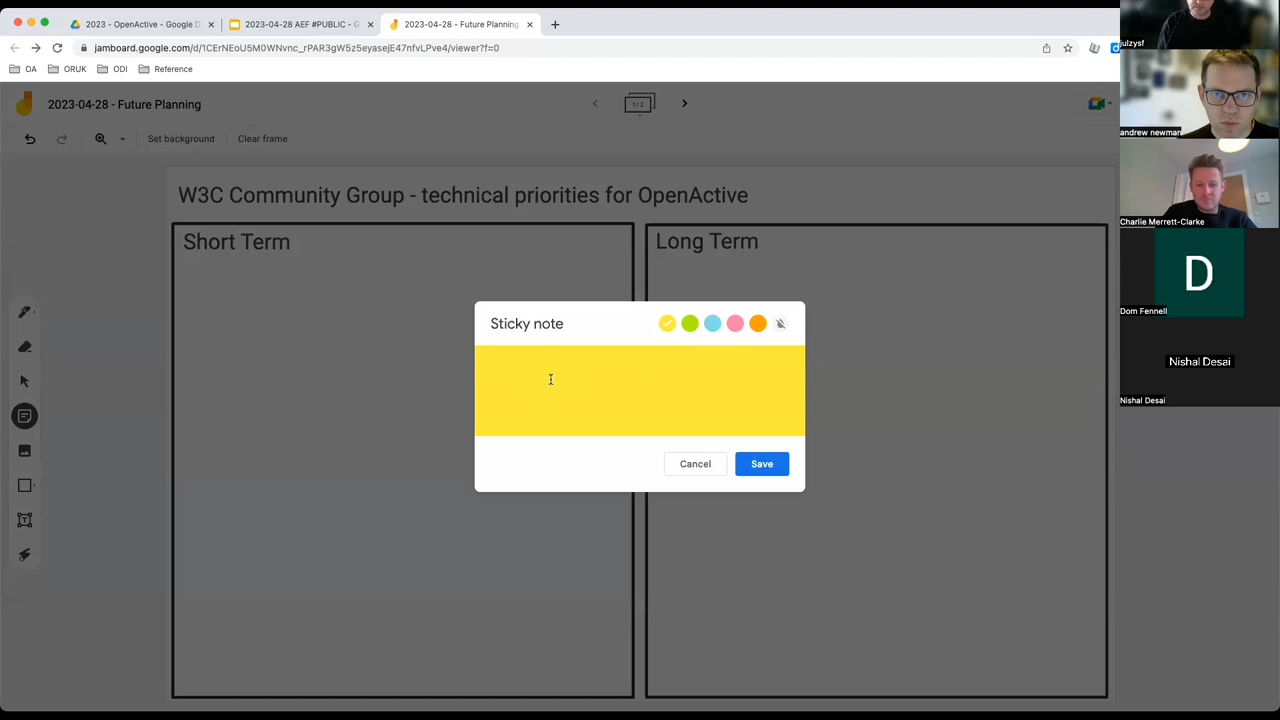 2023 - OpenActive - Google D
2023-04-28 AEF #PUBLIC - G
2023-04-28 - Future Planning
jamboard.google.com/d/1CErNEoU5M0WNvnc_rPAR3gW5z5eyasejE47nfvLPve4/viewer?f=0
OA
ORUK
ODI
Reference
2023-04-28 - Future Planning
1/2
Set background
Clear frame
W3C Community Group - technical priorities for OpenActive
Short Term
Long Term
Sticky note
Cancel
Save
julzysf
andrew newman
Charlie Merrett-Clarke
D
Dom Fennell
Nishal Desai
Nishal Desai